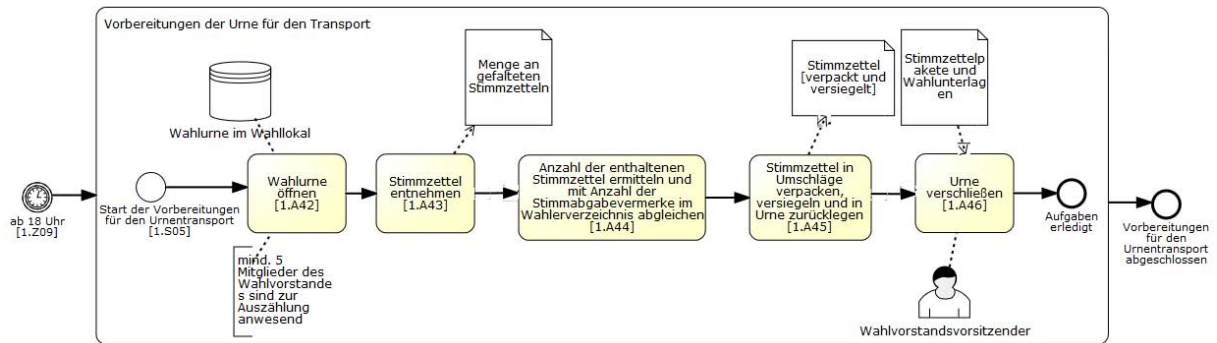 Vorbereitungen der Urne für den Transport
Wahlurne im Wahllokal
Menge an
gefalteten
Stimmzetteln
Stimmzettel
[verpackt und
versiegelt]
Stimmzettelp
akete und
Wahlunterlag
en
ab 18 Uhr
[1.Z09]
Start der Vorbereitungen
für den Urnentransport
[1.S05]
Wahlurne
öffnen
[1.A42]
Stimmzettel
entnehmen
[1.A43]
Anzahl der enthaltenen
Stimmzettel ermitteln und
mit Anzahl der
Stimmabgabevermerke im
Wahlerverzeichnis abgleichen
[1.A44]
Stimmzettel in
Umschläge
verpacken,
versiegeln und in
Urne zurücklegen
[1.A45]
Urne
verschließen
[1.A46]
Aufgaben
erledigt
Vorbereitungen
für den
Urnentransport
abgeschlossen
mind. 5
Mitglieder des
Wahlvorstande
s sind zur
Auszählung
anwesend
Wahlvorstandsvorsitzender